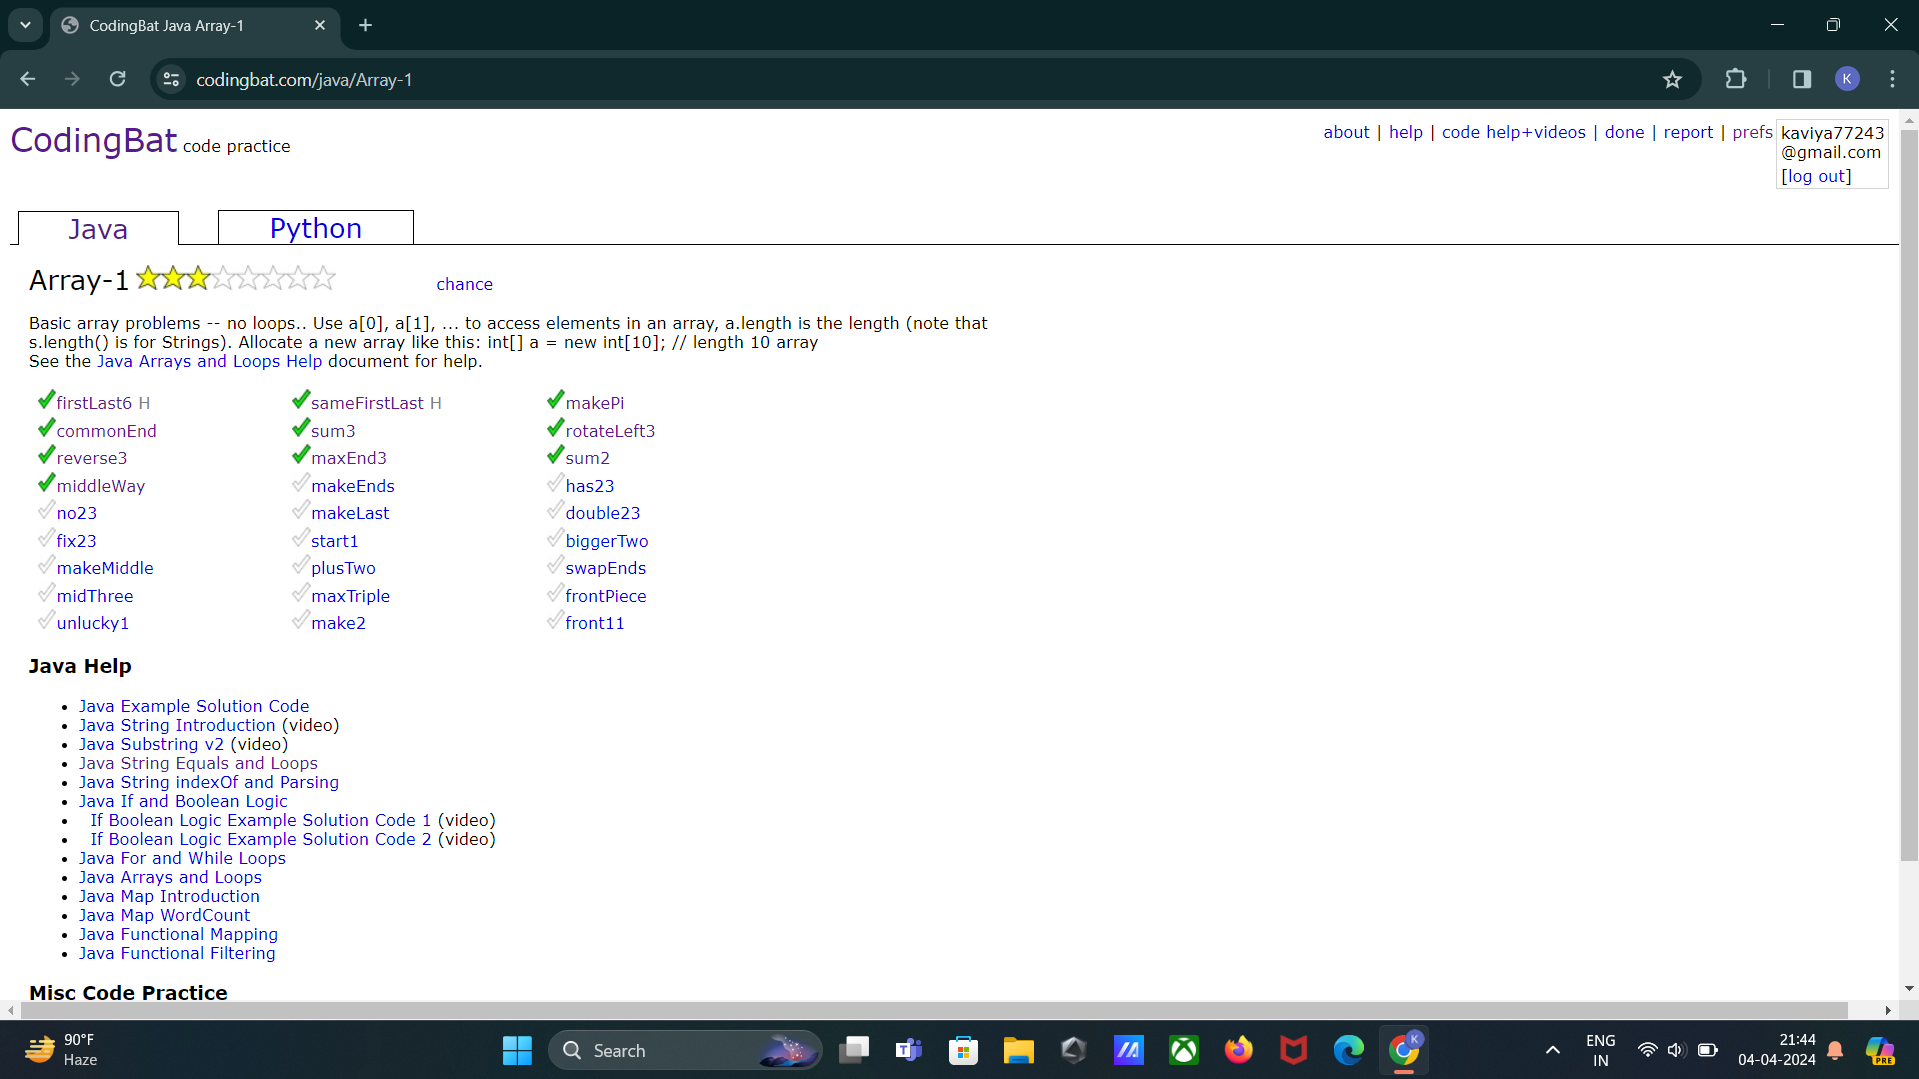 CodingBat Java Array-1
codingbat.com/java/Array-1
K
CodingBat code practice
about | help | code help+videos | done | report | prefs
kaviya77243
@gmail.com
[log out]
Java
Python
Array-1
chance
Basic array problems -- no loops.. Use a[0], a[1], ... to access elements in an array, a.length is the length (note that
s.length() is for Strings). Allocate a new array like this: int[] a = new int[10]; // length 10 array
See the Java Arrays and Loops Help document for help.
firstLast6 H sameFirstLast H makePi
commonEnd sum3 rotateLeft3
reverse3 maxEnd3 sum2
middleWay makeEnds has23
no23 makeLast double23
fix23 start1 biggerTwo
makeMiddle plusTwo swapEnds
midThree maxTriple frontPiece
unlucky1 make2 front11
Java Help
• Java Example Solution Code
• Java String Introduction (video)
• Java Substring v2 (video)
• Java String Equals and Loops
• Java String indexOf and Parsing
• Java If and Boolean Logic
• If Boolean Logic Example Solution Code 1 (video)
• If Boolean Logic Example Solution Code 2 (video)
• Java For and While Loops
• Java Arrays and Loops
• Java Map Introduction
• Java Map WordCount
• Java Functional Mapping
• Java Functional Filtering
Misc Code Practice
90°F
Haze
Search
K
ENG
IN
21:44
04-04-2024
PRE